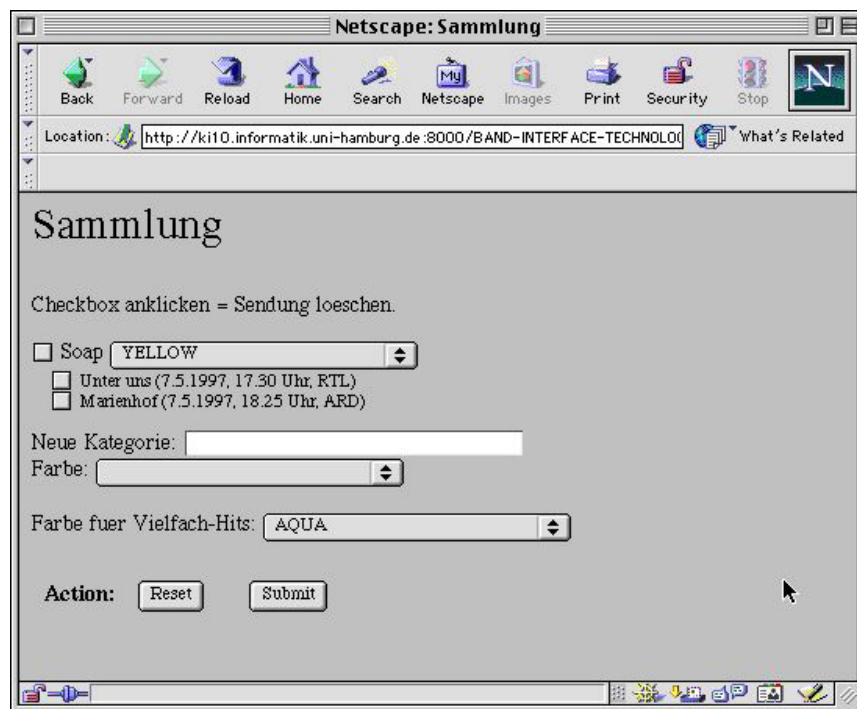 Netscape: Sammlung
Back Forward Reload Home Search Netscape Images Print Security Stop
My
N
Location: http://ki10.informatik.uni-hamburg.de:8000/BAND-INTERFACE-TECHNOLOG What's Related
Sammlung
Checkbox anklicken = Sendung loeschen.
Soap YELLOW
Unter uns (7.5.1997, 17.30 Uhr, RTL)
Marienhof (7.5.1997, 18.25 Uhr, ARD)
Neue Kategorie:
Farbe:
Farbe fuer Vielfach-Hits: AQUA
Action: Reset Submit